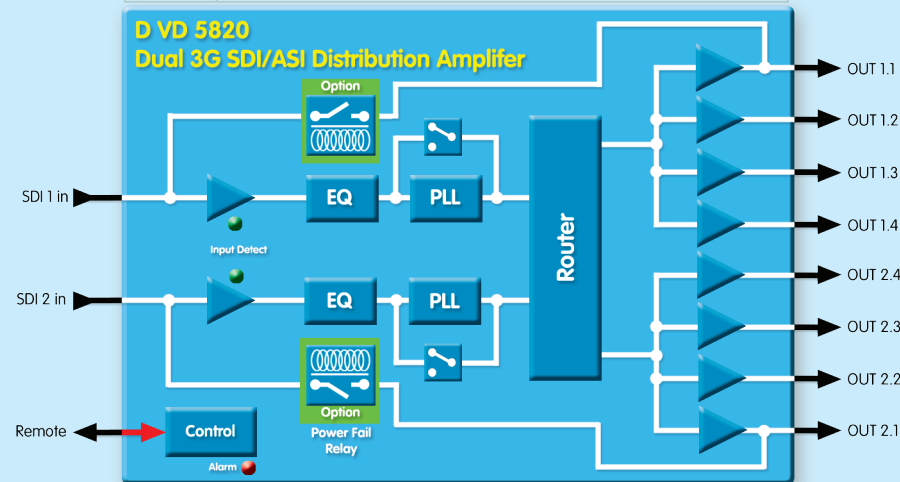 D VD 5820
Dual 3G SDI/ASI Distribution Amplifer
Option
OUT 1.1
OUT 1.2
OUT 1.3
OUT 1.4
SDI 1 in
EQ
PLL
Input Detect
Router
SDI 2 in
EQ
PLL
OUT 2.4
OUT 2.3
OUT 2.2
OUT 2.1
Option
Power Fail
Relay
Remote
Control
Alarm